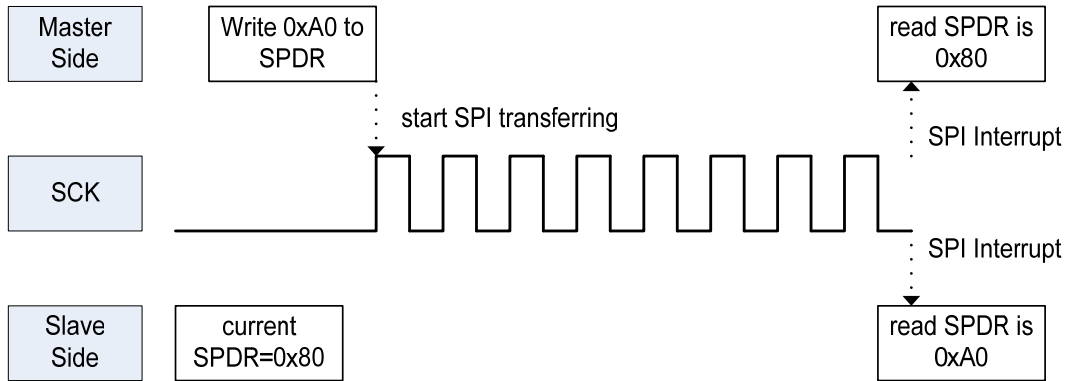 Master
Side
Write 0xA0 to
SPDR
read SPDR is
0x80
start SPI transferring
SPI Interrupt
SCK
SPI Interrupt
Slave
Side
current
SPDR=0x80
read SPDR is
0xA0